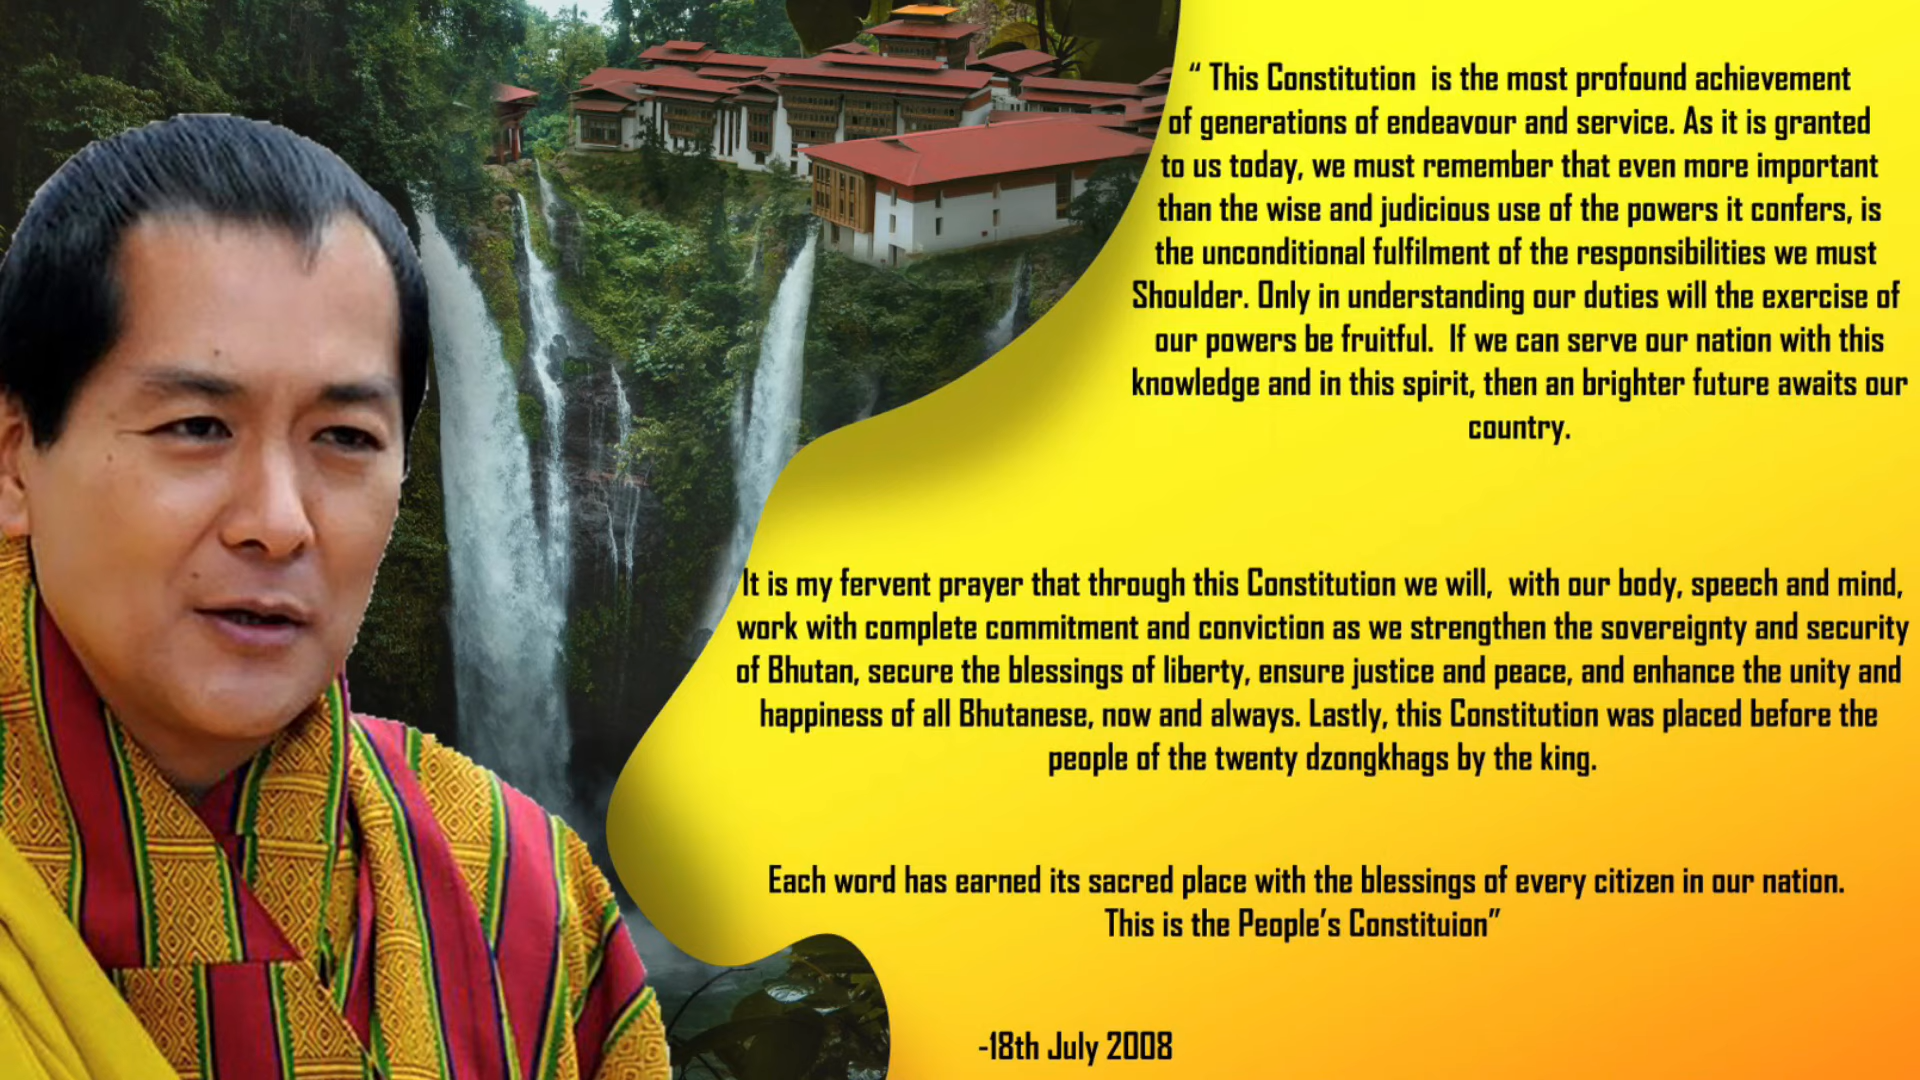 “ This Constitution is the most profound achievement
of generations of endeavour and service. As it is granted
to us today, we must remember that even more important
than the wise and judicious use of the powers it confers, is
the unconditional fulfilment of the responsibilities we must
Shoulder. Only in understanding our duties will the exercise of
our powers be fruitful. If we can serve our nation with this
knowledge and in this spirit, then an brighter future awaits our
country.
It is my fervent prayer that through this Constitution we will, with our body, speech and mind,
work with complete commitment and conviction as we strengthen the sovereignty and security
of Bhutan, secure the blessings of liberty, ensure justice and peace, and enhance the unity and
happiness of all Bhutanese, now and always. Lastly, this Constitution was placed before the
people of the twenty dzongkhags by the king.
Each word has earned its sacred place with the blessings of every citizen in our nation.
This is the People’s Constituion”
-18th July 2008